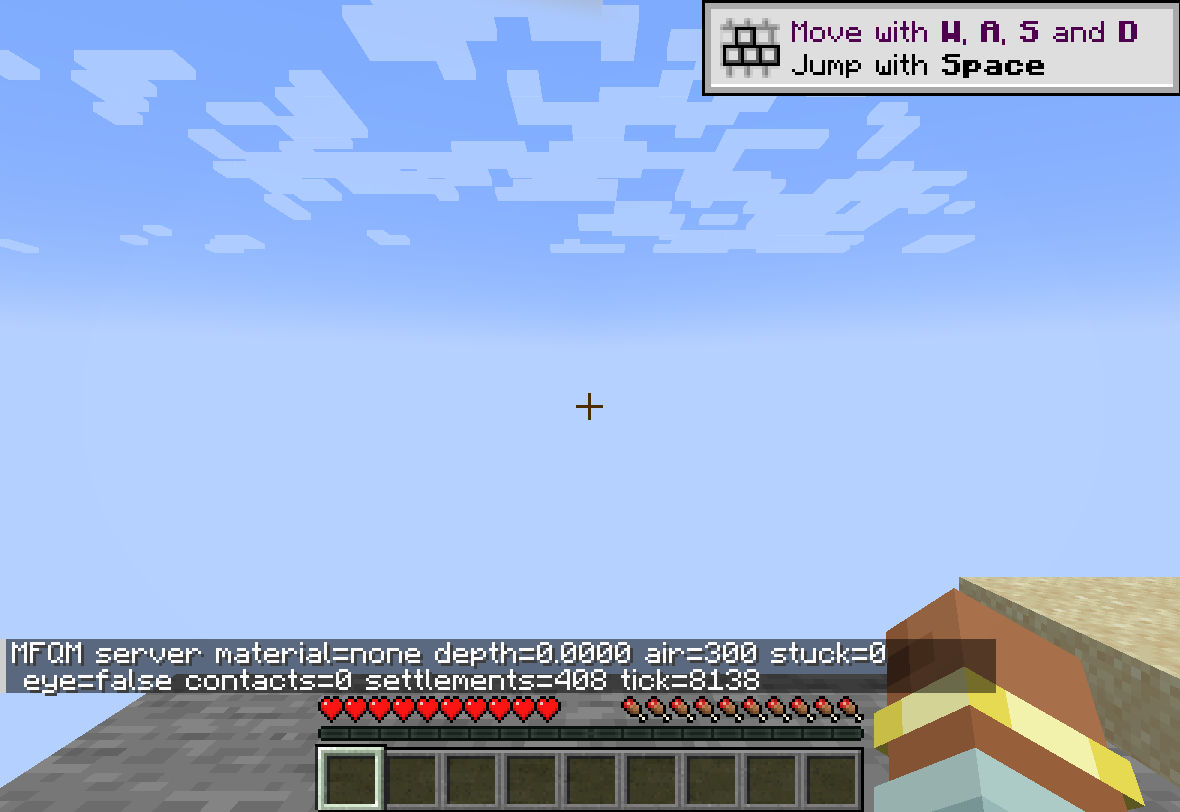 Move with W, A, S and D
Jump with Space
MFQM server material=none depth=0.0000 air=300 stuck=0
eye=false contacts=0 settlements=408 tick=8138